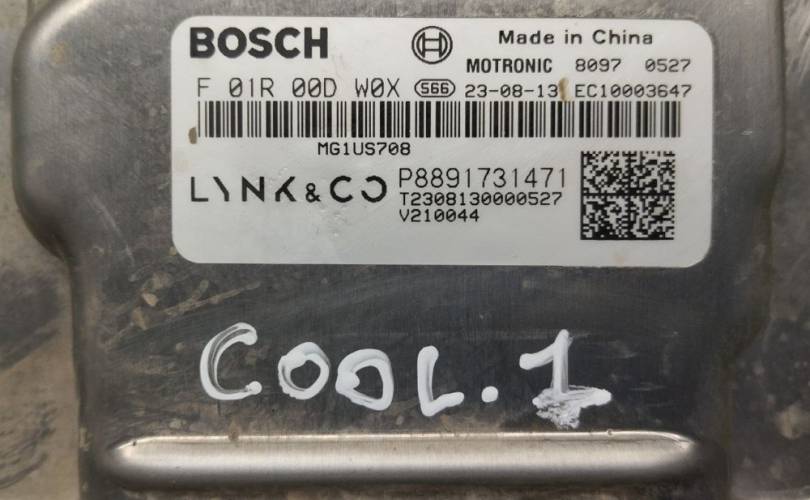 BOSCH Made in China
MOTRONIC 8097 0527
F 01R 00D W0X S66 23-08-13 EC10003647
MG1US708
LYNK & CO P8891731471
T2308130000527
V210044
COOL.1